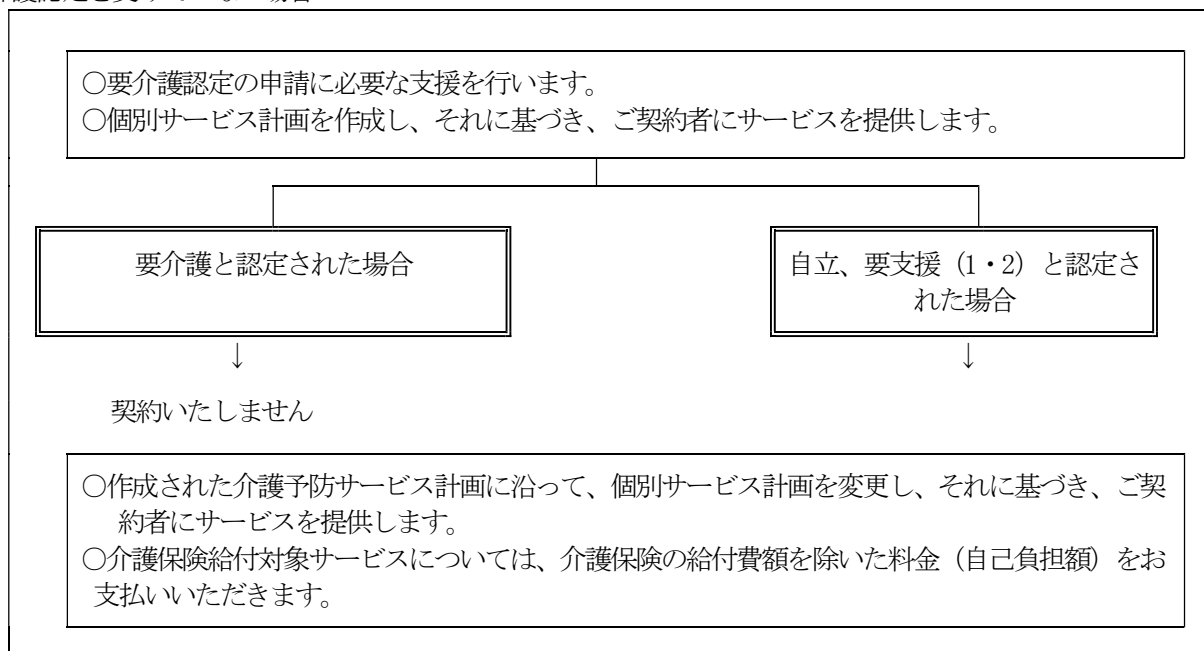 ○要介護認定の申請に必要な支援を行います。
○個別サービス計画を作成し、それに基づき、ご契約者にサービスを提供します。
要介護と認定された場合
自立、要支援（1・2）と認定さ
れた場合
↓
↓
契約いたしません
○作成された介護予防サービス計画に沿って、個別サービス計画を変更し、それに基づき、ご契
約者にサービスを提供します。
○介護保険給付対象サービスについては、介護保険の給付費額を除いた料金（自己負担額）をお
支払いいただきます。